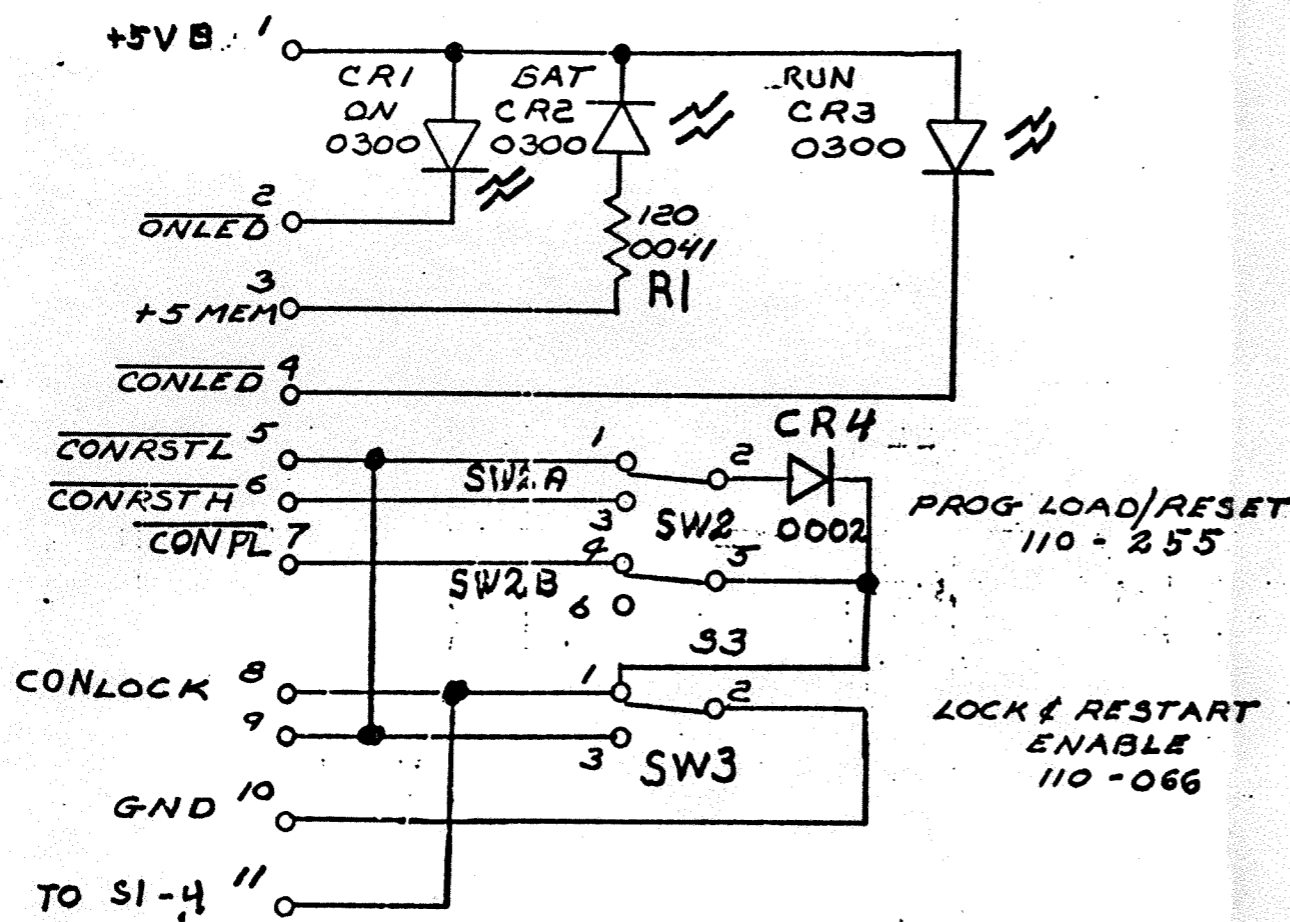 +5VB 1
CR1
ON
0300
BAT
CR2
0300
RUN
CR3
0300
2
ONLED
120
0041
R1
3
+5 MEM
CONLED 4
CR4
CONRSTL 5
1
2
SW2A
CONRSTH 6
3
SW2
0002
PROG LOAD/RESET
110-255
CONPL 7
4
5
SW2B
6
S3
CONLOCK 8
1
2
LOCK & RESTART
ENABLE
110-066
9
3
SW3
GND 10
TO S1-4 11